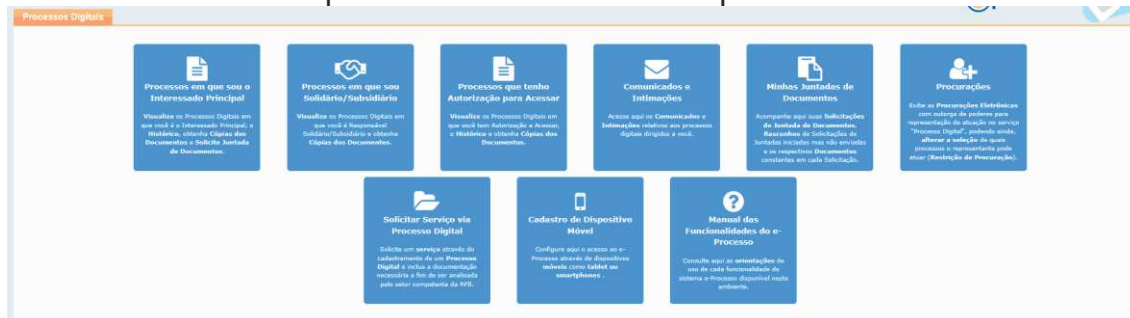 Processos Digitais
Processos em que sou o
Interessado Principal
Visualize os Processos Digitais em
que você é o Interessado Principal, o
Histórico, obtenha Cópias dos
Documentos e Solicite Juntada
de Documentos.
Processos em que sou
Solidário/Subsidiário
Visualize os Processos Digitais em
que você é Responsável
Solidário/Subsidiário e obtenha
Cópias dos Documentos.
Processos que tenho
Autorização para Acessar
Visualize os Processos Digitais em
que você tem Autorização a Acessar,
o Histórico e obtenha Cópias dos
Documentos.
Comunicados e
Intimações
Acesse aqui os Comunicados e
Intimações relativos aos processos
digitais dirigidos a você.
Minhas Juntadas de
Documentos
Acompanhe aqui suas Solicitações
de Juntada de Documentos,
Rascunhos de Solicitações de
Juntadas iniciadas mas não enviadas
e os respectivos Documentos
constantes em cada Solicitação.
Procurações
Exibe as Procurações Eletrônicas
com outorga de poderes para
representação de atuação no serviço
"Processo Digital", podendo ainda,
alterar a seleção de quais
processos o representante pode
atuar (Restrição de Procuração).
Solicitar Serviço via
Processo Digital
Solicite um serviço através do
cadastramento de um Processo
Digital e inclua a documentação
necessária a fim de ser analisada
pelo setor competente da RFB.
Cadastro de Dispositivo
Móvel
Configure aqui o acesso ao e-
Processo através de dispositivos
móveis como tablet ou
smartphones .
Manual das
Funcionalidades do e-
Processo
Consulte aqui as orientações de
uso de cada funcionalidade do
sistema e-Processo disponível neste
ambiente.